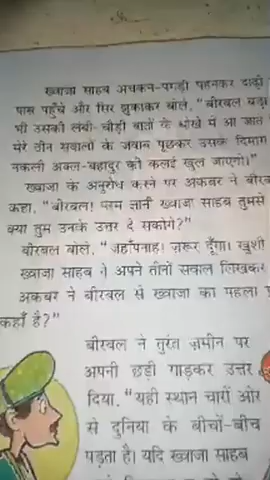 ख्वाजा साहब अचकन-पगड़ी पहनकर दाढ़ी
पास पहुँचे और सिर झुकाकर बोले, "बीरबल बड़ा
भी उसकी लंबी-चौड़ी बातों के धोखे में आ जाते
मेरे तीन सवालों के जवाब पूछकर उसके दिमाग
नकली अक्ल-बहादुर की कलई खुल जाएगी।"
ख्वाजा के अनुरोध करने पर अकबर ने बीरब
कहा, "बीरबल! परम ज्ञानी ख्वाजा साहब तुमसे
क्या तुम उनके उत्तर दे सकोगे?"
बीरबल बोले, "जहाँपनाह! ज़रूर दूँगा। खुशी
ख्वाजा साहब ने अपने तीनों सवाल लिखकर
अकबर ने बीरबल से ख्वाजा का पहला
कहाँ है?"
बीरबल ने तुरंत ज़मीन पर
अपनी छड़ी गाड़कर उत्तर
दिया, "यही स्थान चारों ओर
से दुनिया के बीचों-बीच
पड़ता है। यदि ख्वाजा साहब